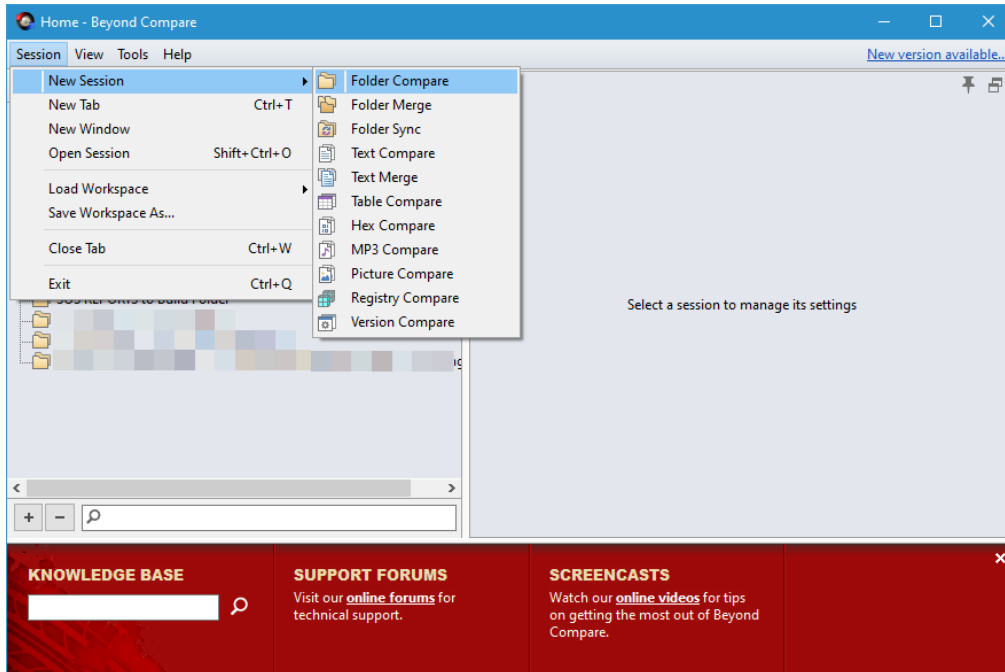 Home - Beyond Compare
Session View Tools Help
New version available...
New Session
New Tab Ctrl+T
New Window
Open Session Shift+Ctrl+O
Load Workspace
Save Workspace As...
Close Tab Ctrl+W
Exit Ctrl+Q
Folder Compare
Folder Merge
Folder Sync
Text Compare
Text Merge
Table Compare
Hex Compare
MP3 Compare
Picture Compare
Registry Compare
Version Compare
REPORTS to Build Folder
Select a session to manage its settings
KNOWLEDGE BASE
SUPPORT FORUMS
Visit our online forums for
technical support.
SCREENCASTS
Watch our online videos for tips
on getting the most out of Beyond
Compare.